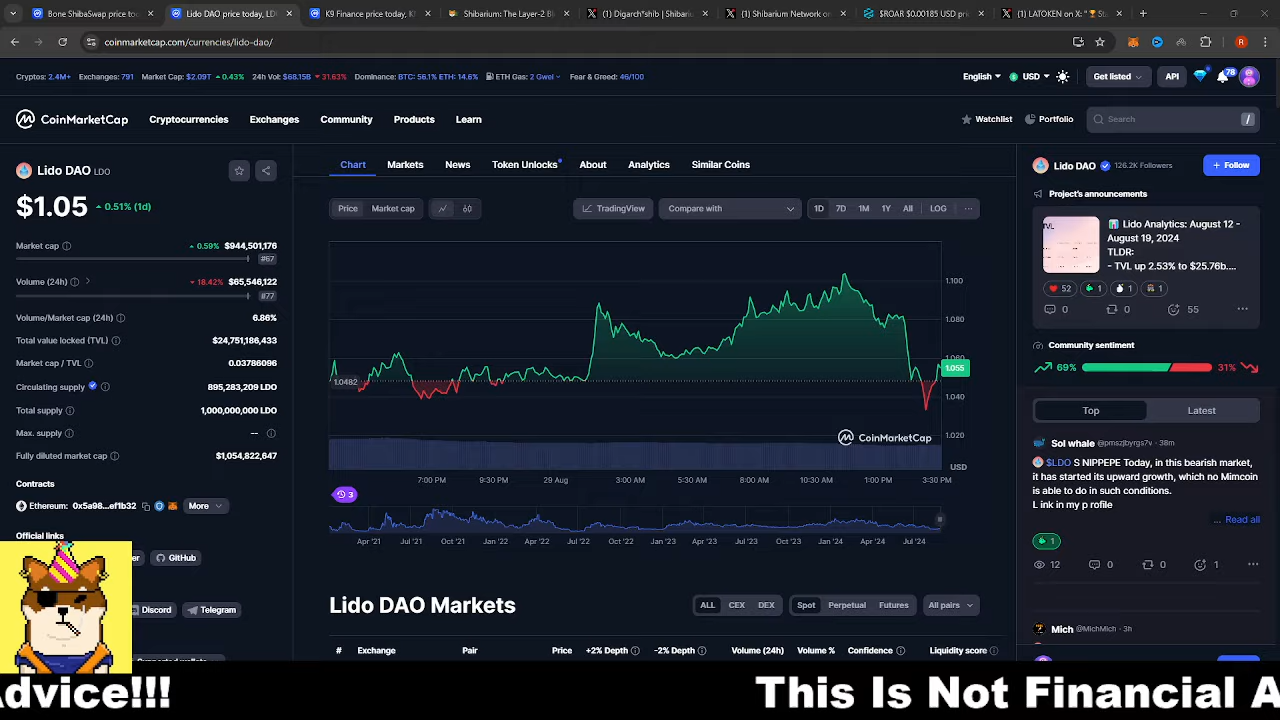 Bone ShibaSwap price to
Lido DAO price today, LD
K9 Finance price today, K
Shibarium: The Layer-2 Bl
(1) Digarch*shib | Shibari
(1) Shibarium Network on
$ROAR $0.00185 USD pri
(1) LATOKEN on X: "
coinmarketcap.com/currencies/lido-dao/
R
Cryptos: 2.4M+ Exchanges: 791 Market Cap: $2.09T 0.43% 24h Vol: $68.15B 31.63% Dominance: BTC: 56.1% ETH: 14.6% ETH Gas: 2 Gwei Fear & Greed: 46/100
English USD Get listed API 78
CoinMarketCap Cryptocurrencies Exchanges Community Products Learn
Watchlist Portfolio Search /
Lido DAO LDO
$1.05 0.51% (1d)
Market cap 0.59% $944,501,176
#67
Volume (24h) 18.42% $65,546,122
#77
Volume/Market cap (24h) 6.86%
Total value locked (TVL) $24,751,186,433
Market cap / TVL 0.03786096
Circulating supply 895,283,209 LDO
Total supply 1,000,000,000 LDO
Max. supply --
Fully diluted market cap $1,054,822,647
Contracts
Ethereum: 0x5a98...ef1b32 More
Official links
GitHub
Discord Telegram
Chart Markets News Token Unlocks About Analytics Similar Coins
Price Market cap TradingView Compare with 1D 7D 1M 1Y All LOG ...
1.100
1.080
1.060
1.055
1.0482
1.040
1.020
CoinMarketCap
USD
7:00 PM 9:30 PM 29 Aug 3:00 AM 5:30 AM 8:00 AM 10:30 AM 1:00 PM 3:30 PM
3
Apr '21 Jul '21 Oct '21 Jan '22 Apr '22 Jul '22 Oct '22 Jan '23 Apr '23 Jul '23 Oct '23 Jan '24 Apr '24 Jul '24
Lido DAO Markets
ALL CEX DEX Spot Perpetual Futures All pairs
# Exchange Pair Price +2% Depth -2% Depth Volume (24h) Volume % Confidence Liquidity score
Lido DAO 126.2K Followers + Follow
Project's announcements
Lido Analytics: August 12 -
August 19, 2024
TLDR:
- TVL up 2.53% to $25.76b....
52 1 1 1
0 0 55
Community sentiment
69% 31%
Top Latest
Sol whale @pmszjbyrgs7v · 38m
$LDO S NIPPEPE Today, in this bearish market,
it has started its upward growth, which no Mimcoin
is able to do in such conditions.
L ink in my p rofile
... Read all
1
12 0 0 1
Mich @MichMich · 3h
Advice!!! This Is Not Financial A